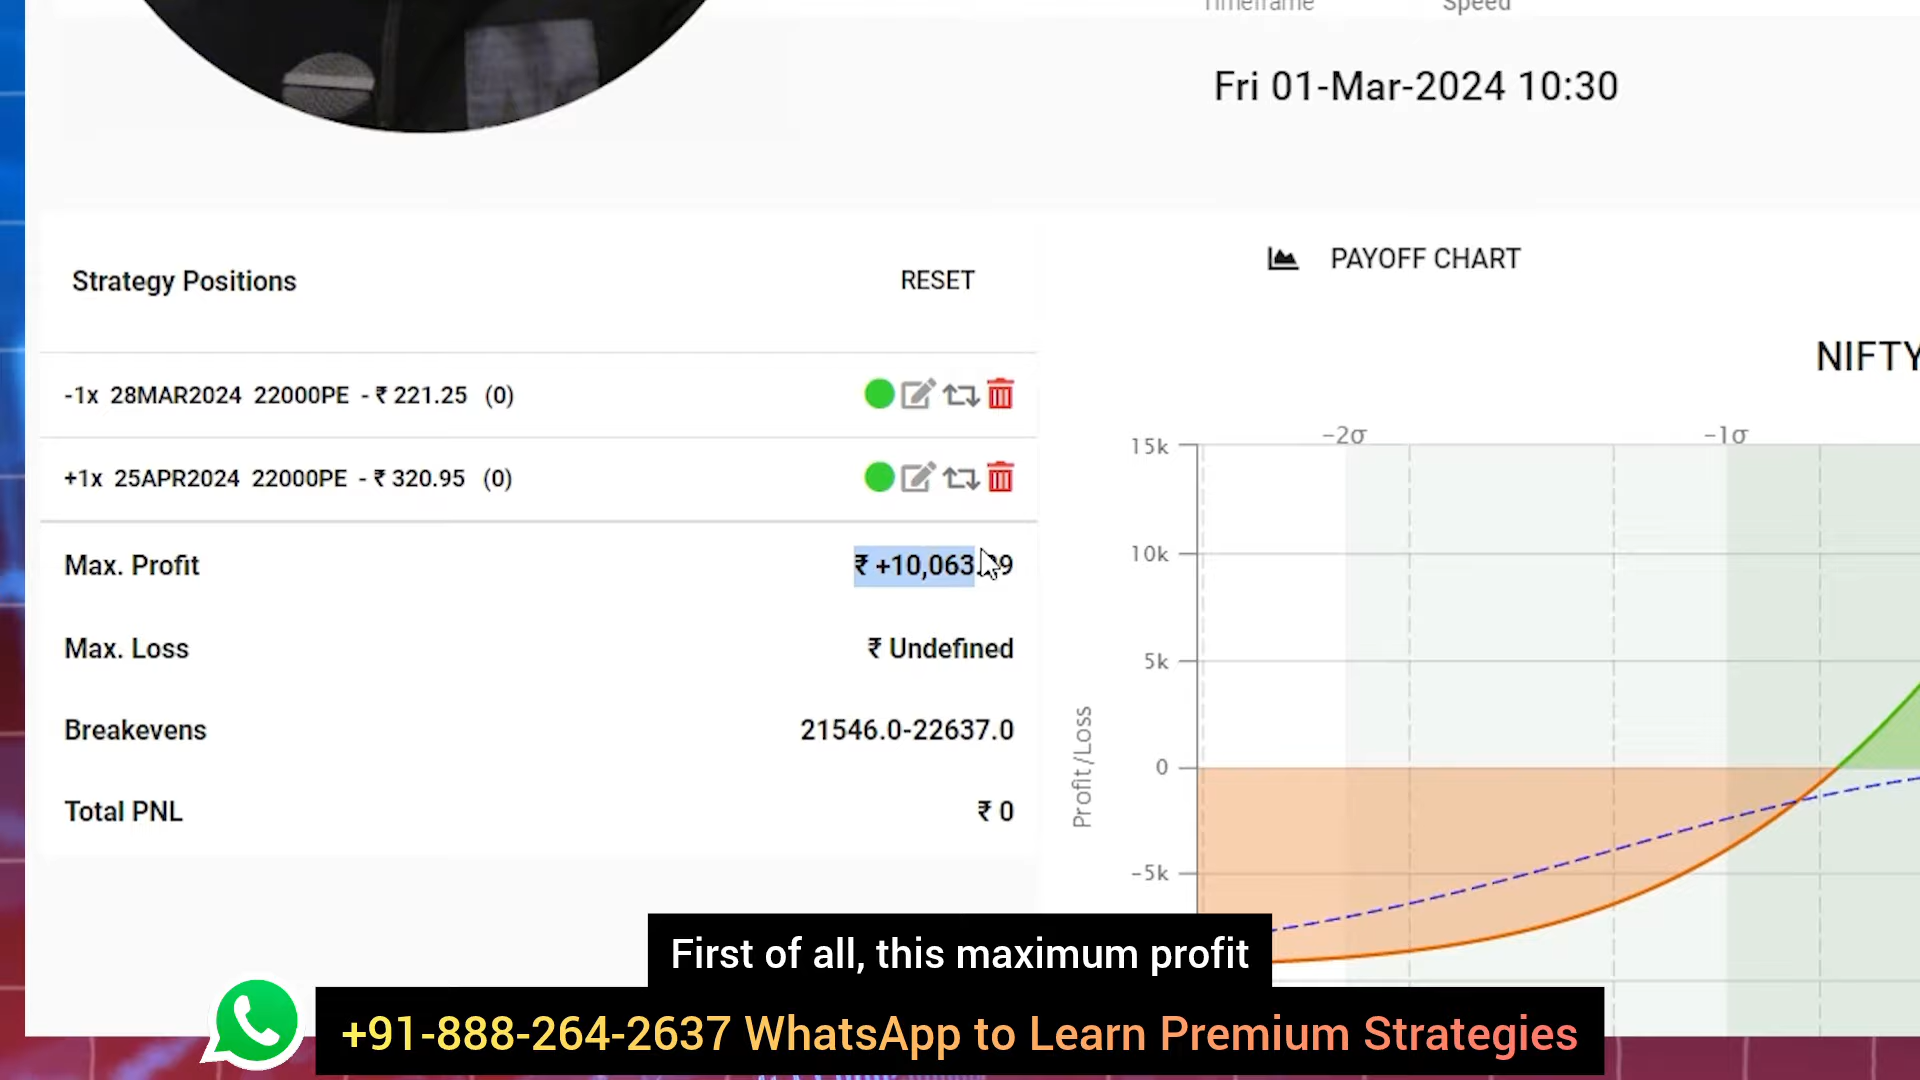 Timeframe Speed
Fri 01-Mar-2024 10:30
Strategy Positions RESET
PAYOFF CHART
NIFTY
-1x 28MAR2024 22000PE - ₹ 221.25 (0)
+1x 25APR2024 22000PE - ₹ 320.95 (0)
Max. Profit ₹ +10,063.
Max. Loss ₹ Undefined
Breakevens 21546.0-22637.0
Total PNL ₹ 0
−2σ −1σ
15k
10k
5k
0
−5k
Profit/Loss
First of all, this maximum profit
+91-888-264-2637 WhatsApp to Learn Premium Strategies